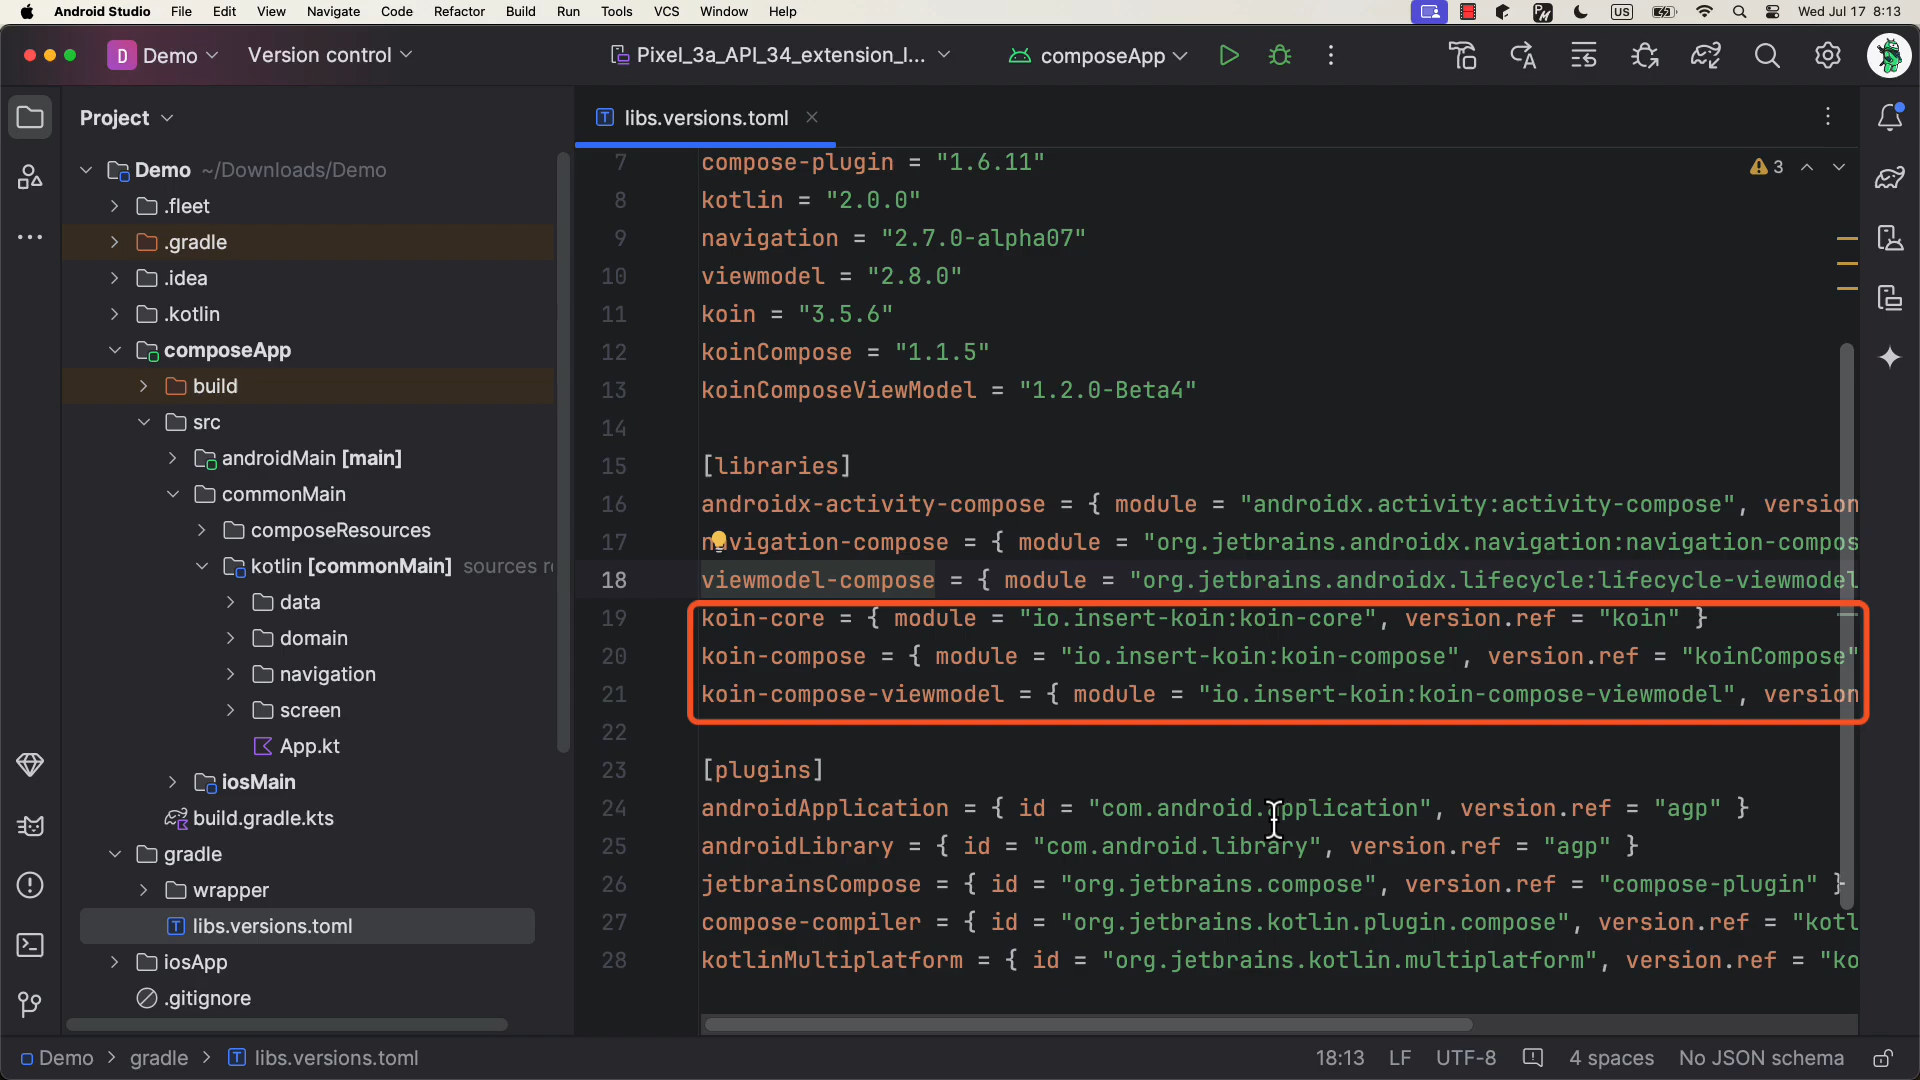 Android Studio File Edit View Navigate Code Refactor Build Run Tools VCS Window Help US Wed Jul 17 8:13
D Demo Version control Pixel_3a_API_34_extension_l... composeApp
Project
libs.versions.toml
Demo ~/Downloads/Demo
.fleet
.gradle
.idea
.kotlin
composeApp
build
src
androidMain [main]
commonMain
composeResources
kotlin [commonMain] sources
data
domain
navigation
screen
App.kt
iosMain
build.gradle.kts
gradle
wrapper
libs.versions.toml
iosApp
.gitignore
3
7 compose-plugin = "1.6.11"
8 kotlin = "2.0.0"
9 navigation = "2.7.0-alpha07"
10 viewmodel = "2.8.0"
11 koin = "3.5.6"
12 koinCompose = "1.1.5"
13 koinComposeViewModel = "1.2.0-Beta4"
14
15 [libraries]
16 androidx-activity-compose = { module = "androidx.activity:activity-compose", version
17 navigation-compose = { module = "org.jetbrains.androidx.navigation:navigation-compos
18 viewmodel-compose = { module = "org.jetbrains.androidx.lifecycle:lifecycle-viewmodel
19 koin-core = { module = "io.insert-koin:koin-core", version.ref = "koin" }
20 koin-compose = { module = "io.insert-koin:koin-compose", version.ref = "koinCompose"
21 koin-compose-viewmodel = { module = "io.insert-koin:koin-compose-viewmodel", version
22
23 [plugins]
24 androidApplication = { id = "com.android.application", version.ref = "agp" }
25 androidLibrary = { id = "com.android.library", version.ref = "agp" }
26 jetbrainsCompose = { id = "org.jetbrains.compose", version.ref = "compose-plugin" }
27 compose-compiler = { id = "org.jetbrains.kotlin.plugin.compose", version.ref = "kotl
28 kotlinMultiplatform = { id = "org.jetbrains.kotlin.multiplatform", version.ref = "ko
Demo > gradle > libs.versions.toml 18:13 LF UTF-8 4 spaces No JSON schema